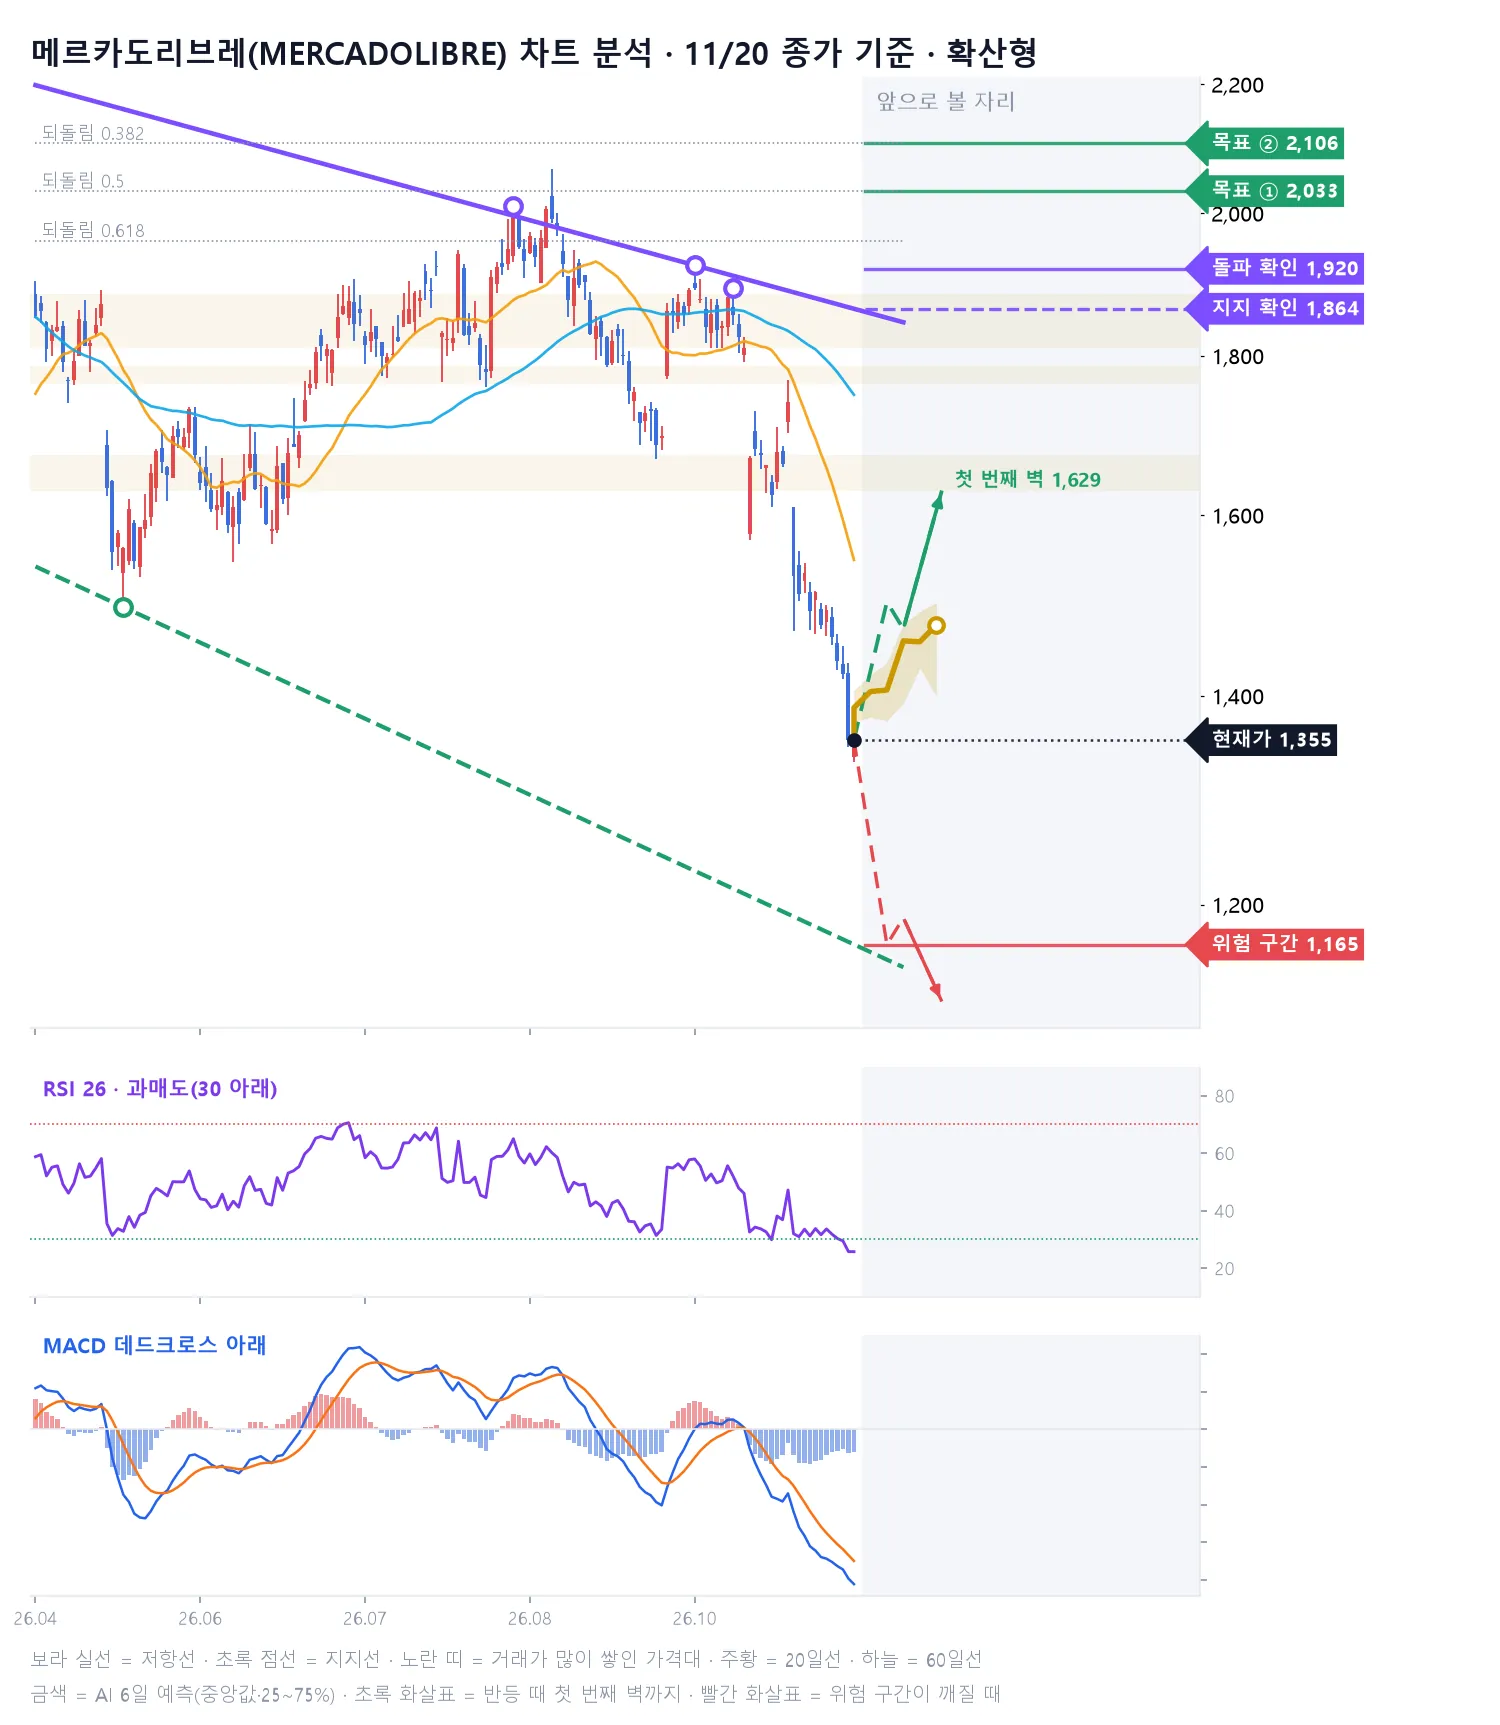 메르카도리브레(MERCADOLIBRE) 차트 분석 · 11/20 종가 기준 · 확산형
앞으로 볼 자리
2,200
되돌림 0.382
목표 ② 2,106
되돌림 0.5
목표 ① 2,033
2,000
되돌림 0.618
돌파 확인 1,920
지지 확인 1,864
1,800
첫 번째 벽 1,629
1,600
1,400
현재가 1,355
1,200
위험 구간 1,165
RSI 26 · 과매도(30 아래)
80
60
40
20
MACD 데드크로스 아래
26.04 26.06 26.07 26.08 26.10
보라 실선 = 저항선 · 초록 점선 = 지지선 · 노란 띠 = 거래가 많이 쌓인 가격대 · 주황 = 20일선 · 하늘 = 60일선
금색 = AI 6일 예측(중앙값·25~75%) · 초록 화살표 = 반등 때 첫 번째 벽까지 · 빨간 화살표 = 위험 구간이 깨질 때